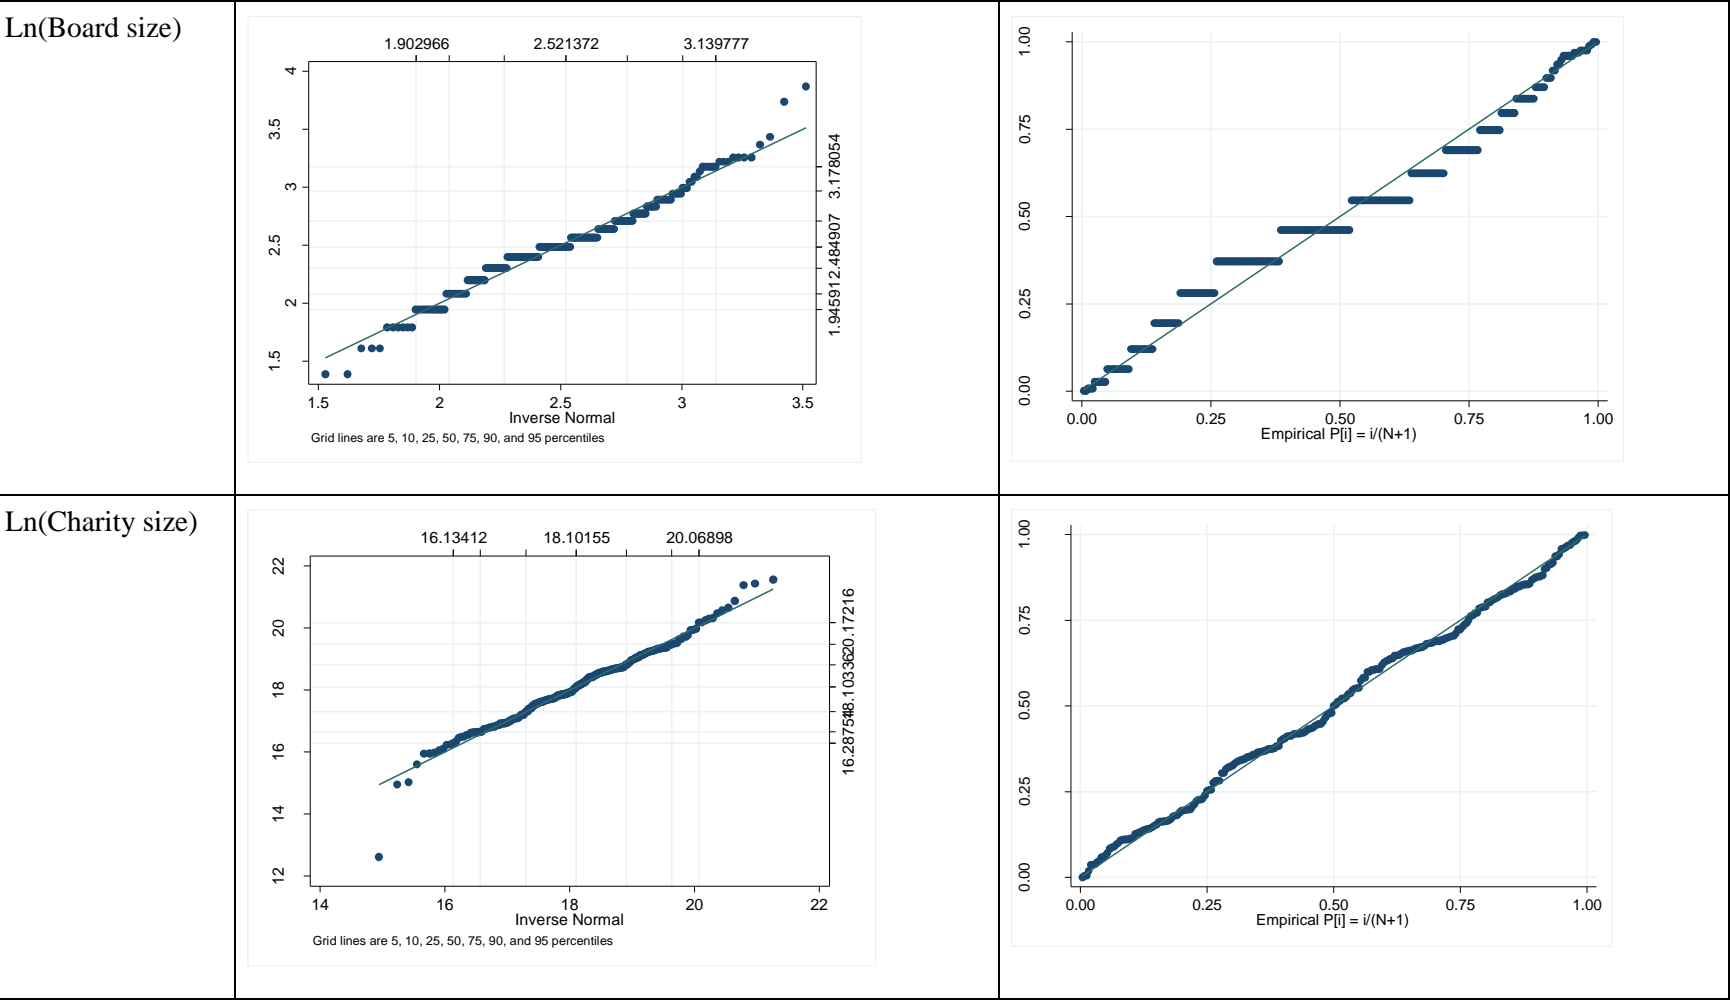 Ln(Board size)
1.902966 2.521372 3.139777
4
3.5
3
2.5
2
1.5
3.178054
2.484907
1.94591
1.5 2 2.5 3 3.5
Inverse Normal
Grid lines are 5, 10, 25, 50, 75, 90, and 95 percentiles
1.00
0.75
0.50
0.25
0.00
0.00 0.25 0.50 0.75 1.00
Empirical P[i] = i/(N+1)
Ln(Charity size)
16.13412 18.10155 20.06898
22
20
18
16
14
12
20.17216
14 16 18 20 22
Inverse Normal
Grid lines are 5, 10, 25, 50, 75, 90, and 95 percentiles
1.00
0.75
0.50
0.25
0.00
0.00 0.25 0.50 0.75 1.00
Empirical P[i] = i/(N+1)